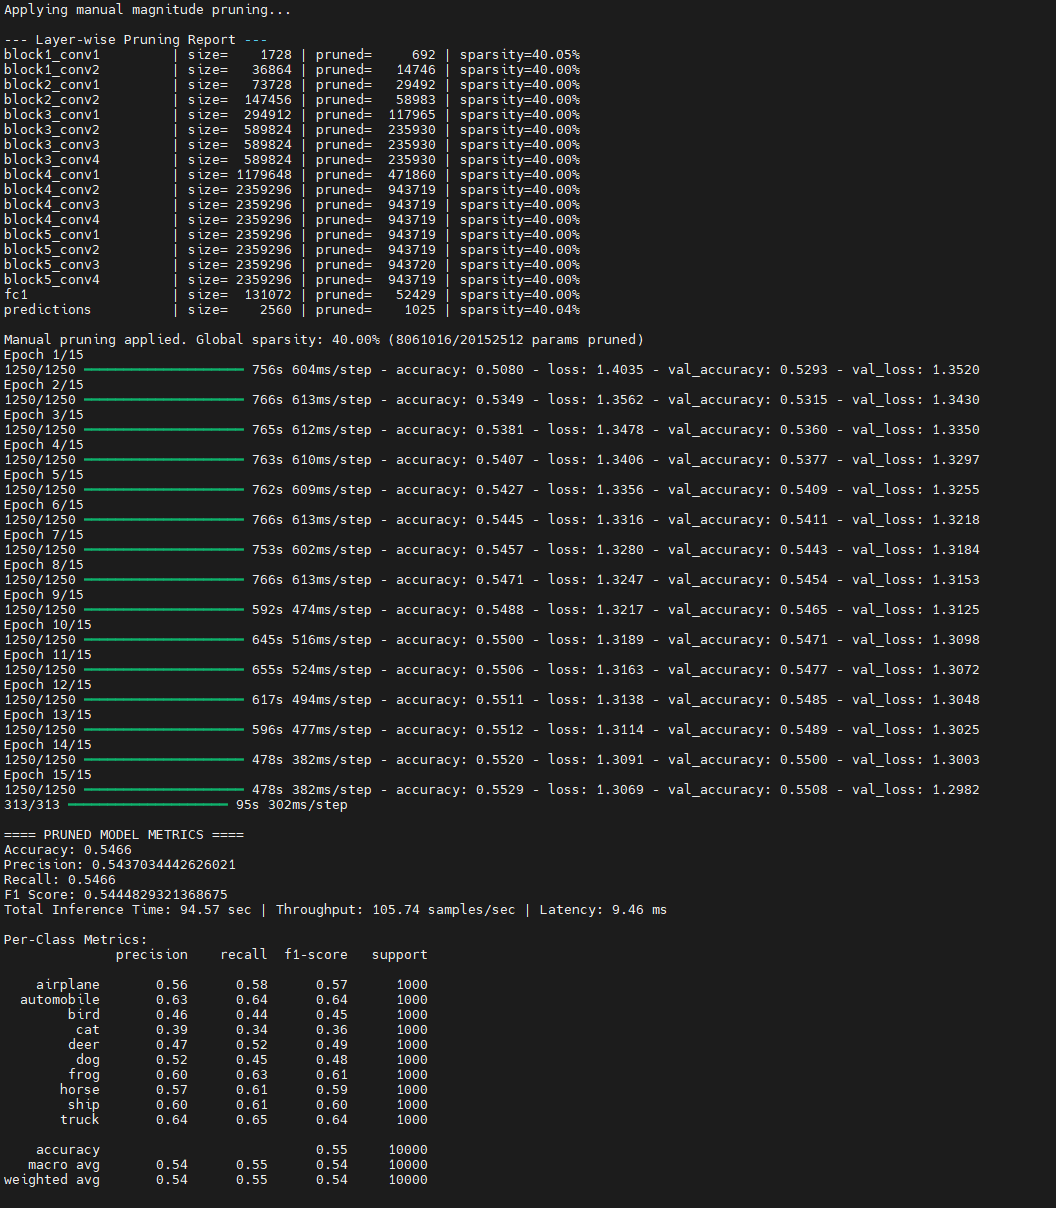 Applying manual magnitude pruning...

--- Layer-wise Pruning Report ---
block1_conv1         | size=    1728 | pruned=     692 | sparsity=40.05%
block1_conv2         | size=   36864 | pruned=   14746 | sparsity=40.00%
block2_conv1         | size=   73728 | pruned=   29492 | sparsity=40.00%
block2_conv2         | size=  147456 | pruned=   58983 | sparsity=40.00%
block3_conv1         | size=  294912 | pruned=  117965 | sparsity=40.00%
block3_conv2         | size=  589824 | pruned=  235930 | sparsity=40.00%
block3_conv3         | size=  589824 | pruned=  235930 | sparsity=40.00%
block3_conv4         | size=  589824 | pruned=  235930 | sparsity=40.00%
block4_conv1         | size= 1179648 | pruned=  471860 | sparsity=40.00%
block4_conv2         | size= 2359296 | pruned=  943719 | sparsity=40.00%
block4_conv3         | size= 2359296 | pruned=  943719 | sparsity=40.00%
block4_conv4         | size= 2359296 | pruned=  943719 | sparsity=40.00%
block5_conv1         | size= 2359296 | pruned=  943719 | sparsity=40.00%
block5_conv2         | size= 2359296 | pruned=  943719 | sparsity=40.00%
block5_conv3         | size= 2359296 | pruned=  943720 | sparsity=40.00%
block5_conv4         | size= 2359296 | pruned=  943719 | sparsity=40.00%
fc1                  | size=  131072 | pruned=   52429 | sparsity=40.00%
predictions          | size=    2560 | pruned=    1025 | sparsity=40.04%

Manual pruning applied. Global sparsity: 40.00% (8061016/20152512 params pruned)
Epoch 1/15
1250/1250 ━━━━━━━━━━━━━━━━━━━━ 756s 604ms/step - accuracy: 0.5080 - loss: 1.4035 - val_accuracy: 0.5293 - val_loss: 1.3520
Epoch 2/15
1250/1250 ━━━━━━━━━━━━━━━━━━━━ 766s 613ms/step - accuracy: 0.5349 - loss: 1.3562 - val_accuracy: 0.5315 - val_loss: 1.3430
Epoch 3/15
1250/1250 ━━━━━━━━━━━━━━━━━━━━ 765s 612ms/step - accuracy: 0.5381 - loss: 1.3478 - val_accuracy: 0.5360 - val_loss: 1.3350
Epoch 4/15
1250/1250 ━━━━━━━━━━━━━━━━━━━━ 763s 610ms/step - accuracy: 0.5407 - loss: 1.3406 - val_accuracy: 0.5377 - val_loss: 1.3297
Epoch 5/15
1250/1250 ━━━━━━━━━━━━━━━━━━━━ 762s 609ms/step - accuracy: 0.5427 - loss: 1.3356 - val_accuracy: 0.5409 - val_loss: 1.3255
Epoch 6/15
1250/1250 ━━━━━━━━━━━━━━━━━━━━ 766s 613ms/step - accuracy: 0.5445 - loss: 1.3316 - val_accuracy: 0.5411 - val_loss: 1.3218
Epoch 7/15
1250/1250 ━━━━━━━━━━━━━━━━━━━━ 753s 602ms/step - accuracy: 0.5457 - loss: 1.3280 - val_accuracy: 0.5443 - val_loss: 1.3184
Epoch 8/15
1250/1250 ━━━━━━━━━━━━━━━━━━━━ 766s 613ms/step - accuracy: 0.5471 - loss: 1.3247 - val_accuracy: 0.5454 - val_loss: 1.3153
Epoch 9/15
1250/1250 ━━━━━━━━━━━━━━━━━━━━ 592s 474ms/step - accuracy: 0.5488 - loss: 1.3217 - val_accuracy: 0.5465 - val_loss: 1.3125
Epoch 10/15
1250/1250 ━━━━━━━━━━━━━━━━━━━━ 645s 516ms/step - accuracy: 0.5500 - loss: 1.3189 - val_accuracy: 0.5471 - val_loss: 1.3098
Epoch 11/15
1250/1250 ━━━━━━━━━━━━━━━━━━━━ 655s 524ms/step - accuracy: 0.5506 - loss: 1.3163 - val_accuracy: 0.5477 - val_loss: 1.3072
Epoch 12/15
1250/1250 ━━━━━━━━━━━━━━━━━━━━ 617s 494ms/step - accuracy: 0.5511 - loss: 1.3138 - val_accuracy: 0.5485 - val_loss: 1.3048
Epoch 13/15
1250/1250 ━━━━━━━━━━━━━━━━━━━━ 596s 477ms/step - accuracy: 0.5512 - loss: 1.3114 - val_accuracy: 0.5489 - val_loss: 1.3025
Epoch 14/15
1250/1250 ━━━━━━━━━━━━━━━━━━━━ 478s 382ms/step - accuracy: 0.5520 - loss: 1.3091 - val_accuracy: 0.5500 - val_loss: 1.3003
Epoch 15/15
1250/1250 ━━━━━━━━━━━━━━━━━━━━ 478s 382ms/step - accuracy: 0.5529 - loss: 1.3069 - val_accuracy: 0.5508 - val_loss: 1.2982
313/313 ━━━━━━━━━━━━━━━━━━━━ 95s 302ms/step

==== PRUNED MODEL METRICS ====
Accuracy: 0.5466
Precision: 0.5437034442626021
Recall: 0.5466
F1 Score: 0.5444829321368675
Total Inference Time: 94.57 sec | Throughput: 105.74 samples/sec | Latency: 9.46 ms

Per-Class Metrics:
              precision    recall  f1-score   support

    airplane       0.56      0.58      0.57      1000
  automobile       0.63      0.64      0.64      1000
        bird       0.46      0.44      0.45      1000
         cat       0.39      0.34      0.36      1000
        deer       0.47      0.52      0.49      1000
         dog       0.52      0.45      0.48      1000
        frog       0.60      0.63      0.61      1000
       horse       0.57      0.61      0.59      1000
        ship       0.60      0.61      0.60      1000
       truck       0.64      0.65      0.64      1000

    accuracy                           0.55     10000
   macro avg       0.54      0.55      0.54     10000
weighted avg       0.54      0.55      0.54     10000